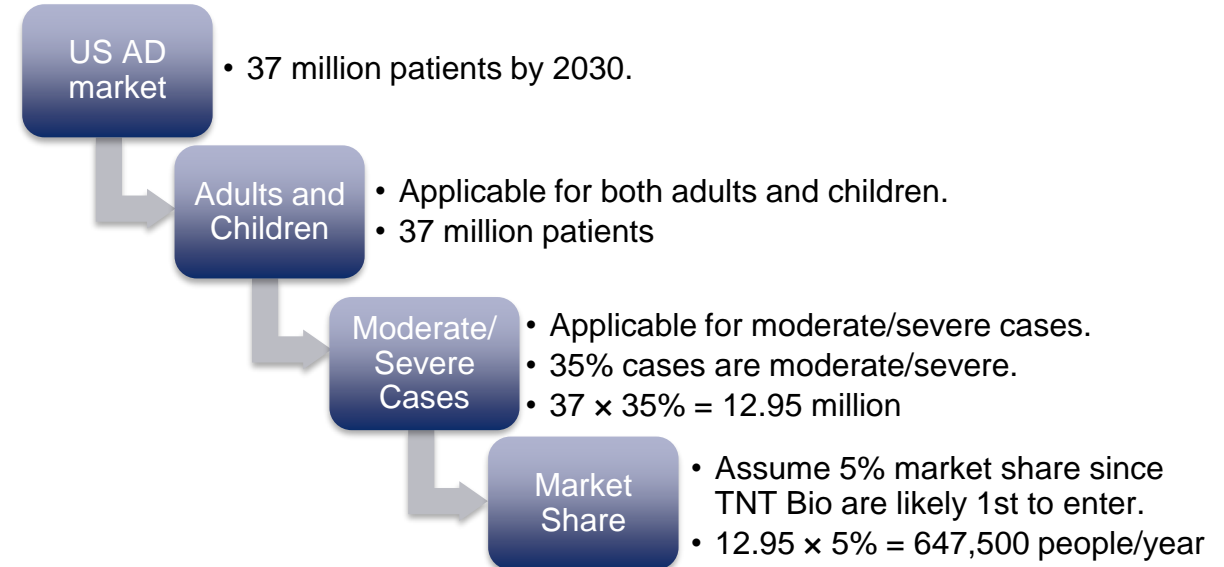 US AD
market
• 37 million patients by 2030.
Adults and
Children
• Applicable for both adults and children.
• 37 million patients
Moderate/
Severe
Cases
• Applicable for moderate/severe cases.
• 35% cases are moderate/severe.
• 37 × 35% = 12.95 million
Market
Share
• Assume 5% market share since
TNT Bio are likely 1st to enter.
• 12.95 × 5% = 647,500 people/year